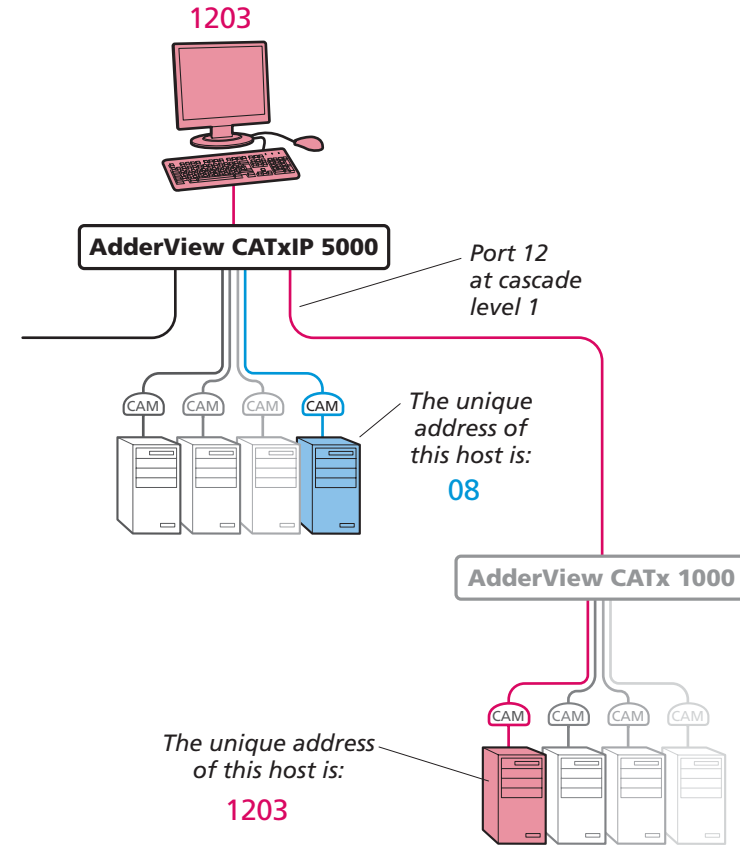 1203
AdderView CATxIP 5000
Port 12
at cascade
level 1
CAM CAM CAM CAM
The unique
address of
this host is:
08
AdderView CATx 1000
CAM CAM CAM CAM
The unique address
of this host is:
1203